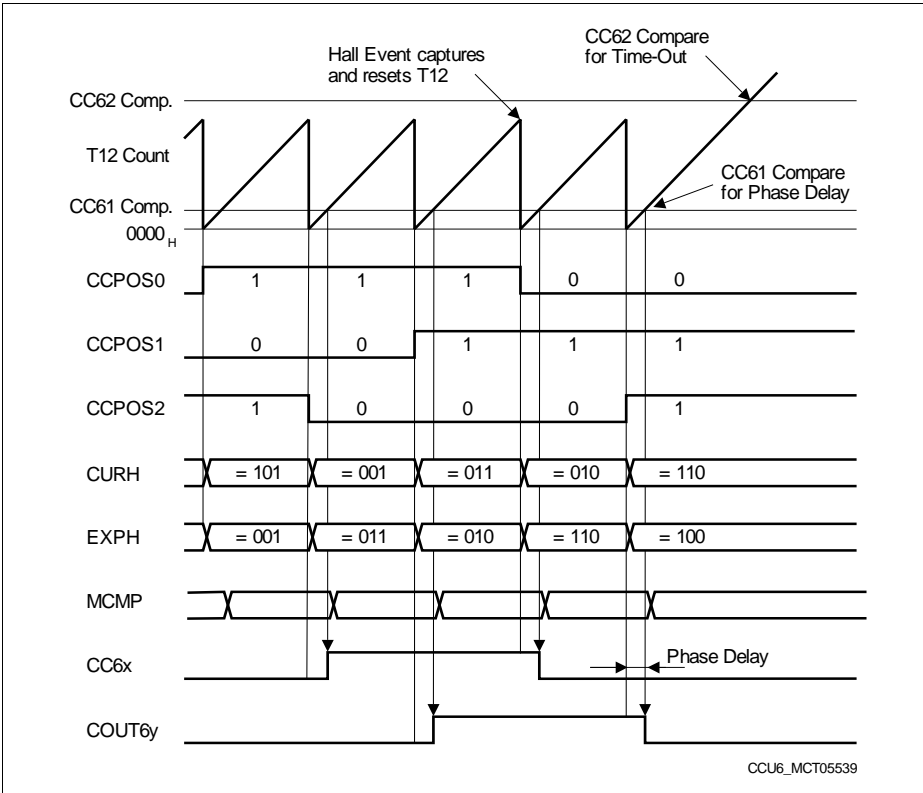 CC62 Compare
for Time-Out
Hall Event captures
and resets T12
CC62 Comp.
T12 Count
CC61 Compare
for Phase Delay
CC61 Comp.
0000 H
CCPOS0 1 1 1 0 0
CCPOS1 0 0 1 1 1
CCPOS2 1 0 0 0 1
CURH = 101 = 001 = 011 = 010 = 110
EXPH = 001 = 011 = 010 = 110 = 100
MCMP
CC6x Phase Delay
COUT6y
CCU6_MCT05539